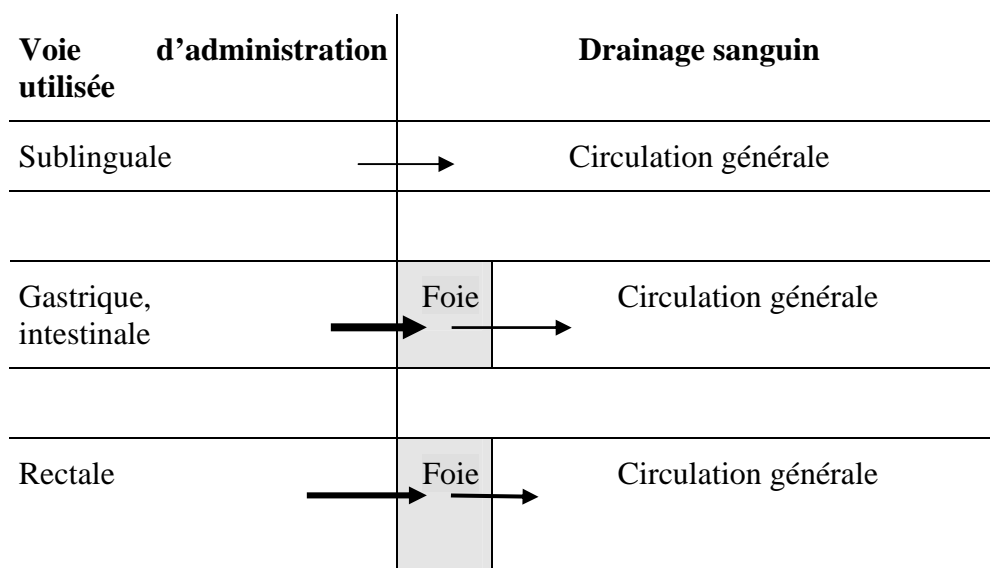 Voie d’administration Drainage sanguin
utilisée
Sublinguale Circulation générale
Gastrique, Foie Circulation générale
intestinale
Rectale Foie Circulation générale